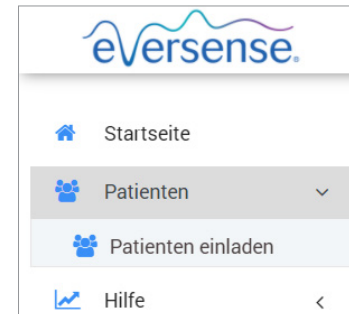 eversense.
Startseite
Patienten
Patienten einladen
Hilfe